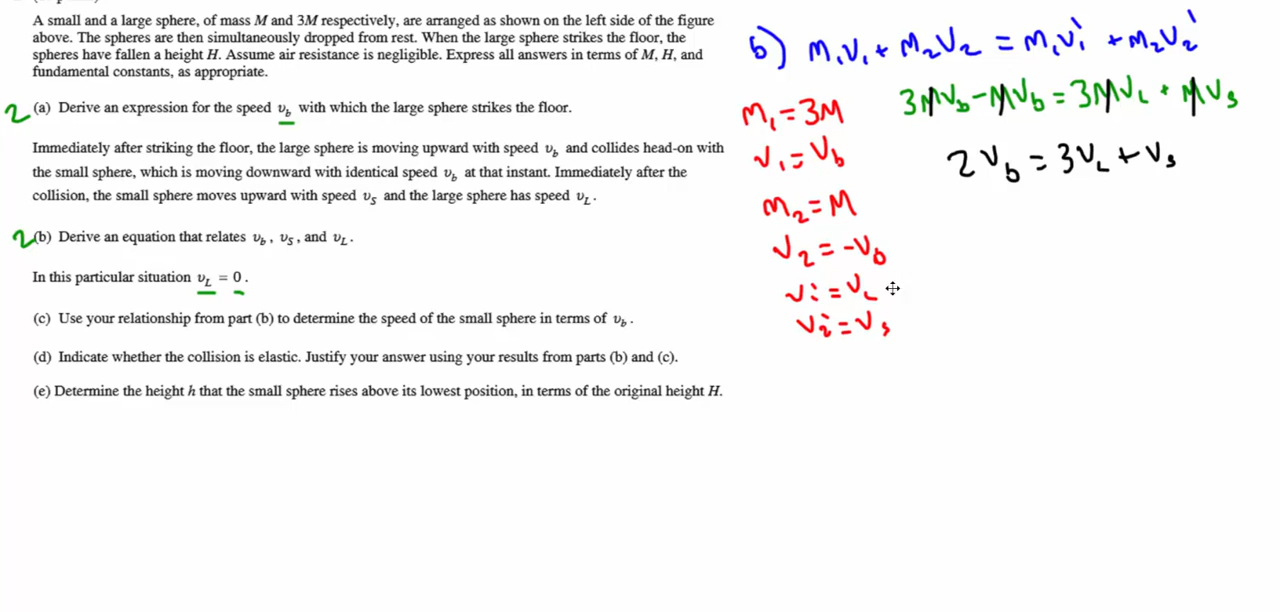 A small and a large sphere, of mass M and 3M respectively, are arranged as shown on the left side of the figure
above. The spheres are then simultaneously dropped from rest. When the large sphere strikes the floor, the
spheres have fallen a height H. Assume air resistance is negligible. Express all answers in terms of M, H, and
fundamental constants, as appropriate.
2 (a) Derive an expression for the speed v_b with which the large sphere strikes the floor.
Immediately after striking the floor, the large sphere is moving upward with speed v_b and collides head-on with
the small sphere, which is moving downward with identical speed v_b at that instant. Immediately after the
collision, the small sphere moves upward with speed v_S and the large sphere has speed v_L.
2 (b) Derive an equation that relates v_b, v_S, and v_L.
In this particular situation v_L = 0.
(c) Use your relationship from part (b) to determine the speed of the small sphere in terms of v_b.
(d) Indicate whether the collision is elastic. Justify your answer using your results from parts (b) and (c).
(e) Determine the height h that the small sphere rises above its lowest position, in terms of the original height H.
b) m₁v₁ + m₂v₂ = m₁v₁' + m₂v₂'
3Mv_b - Mv_b = 3Mv_L + Mv_s
2v_b = 3v_L + v_s
m₁ = 3M
v₁ = v_b
m₂ = M
v₂ = -v_b
v₁' = v_L
v₂' = v_s